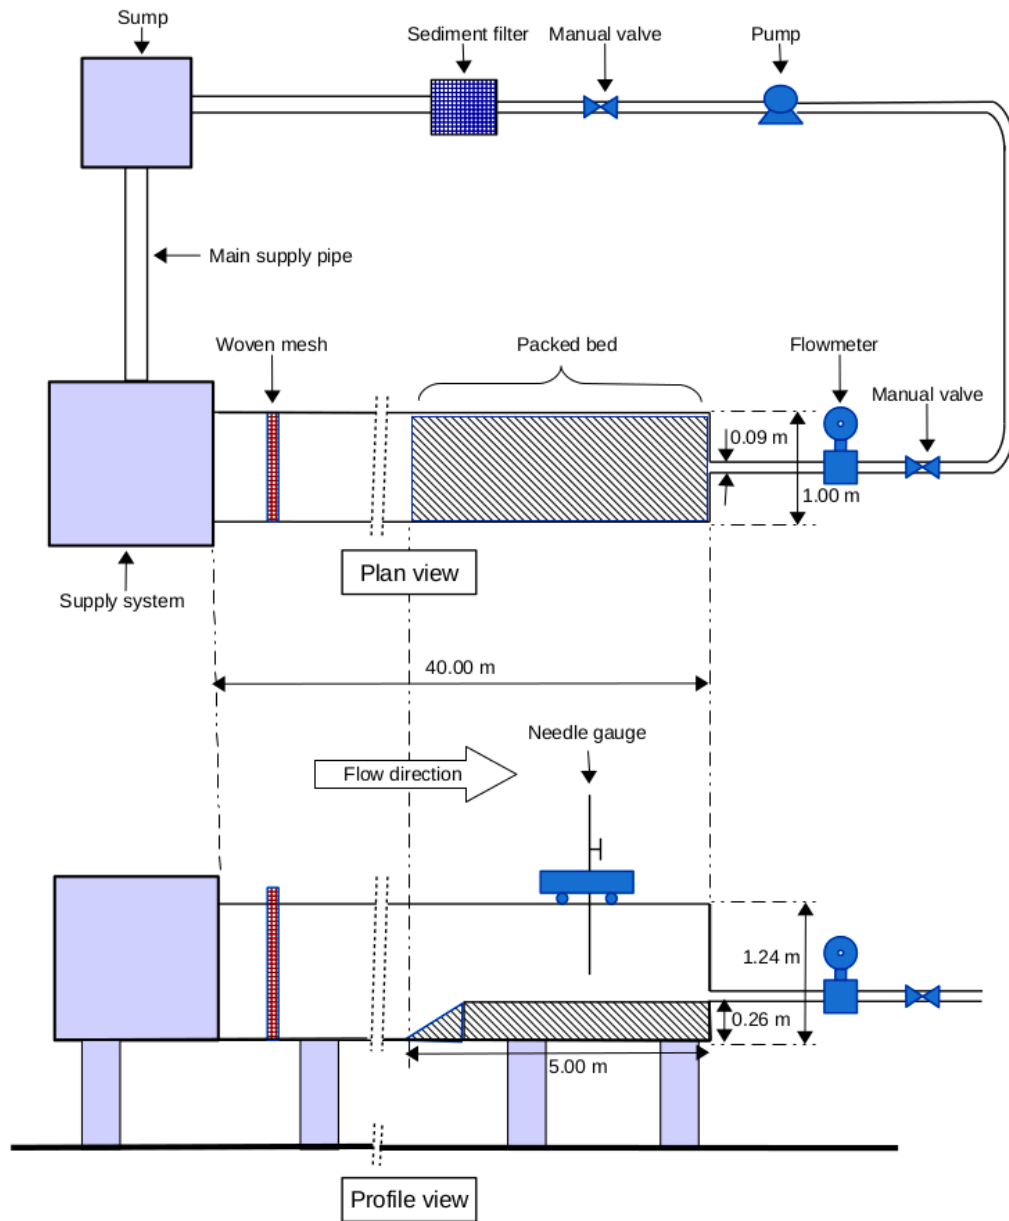 Sump
Sediment filter
Manual valve
Pump
Main supply pipe
Woven mesh
Packed bed
Flowmeter
Manual valve
0.09 m
1.00 m
Plan view
Supply system
40.00 m
Needle gauge
Flow direction
1.24 m
0.26 m
5.00 m
Profile view